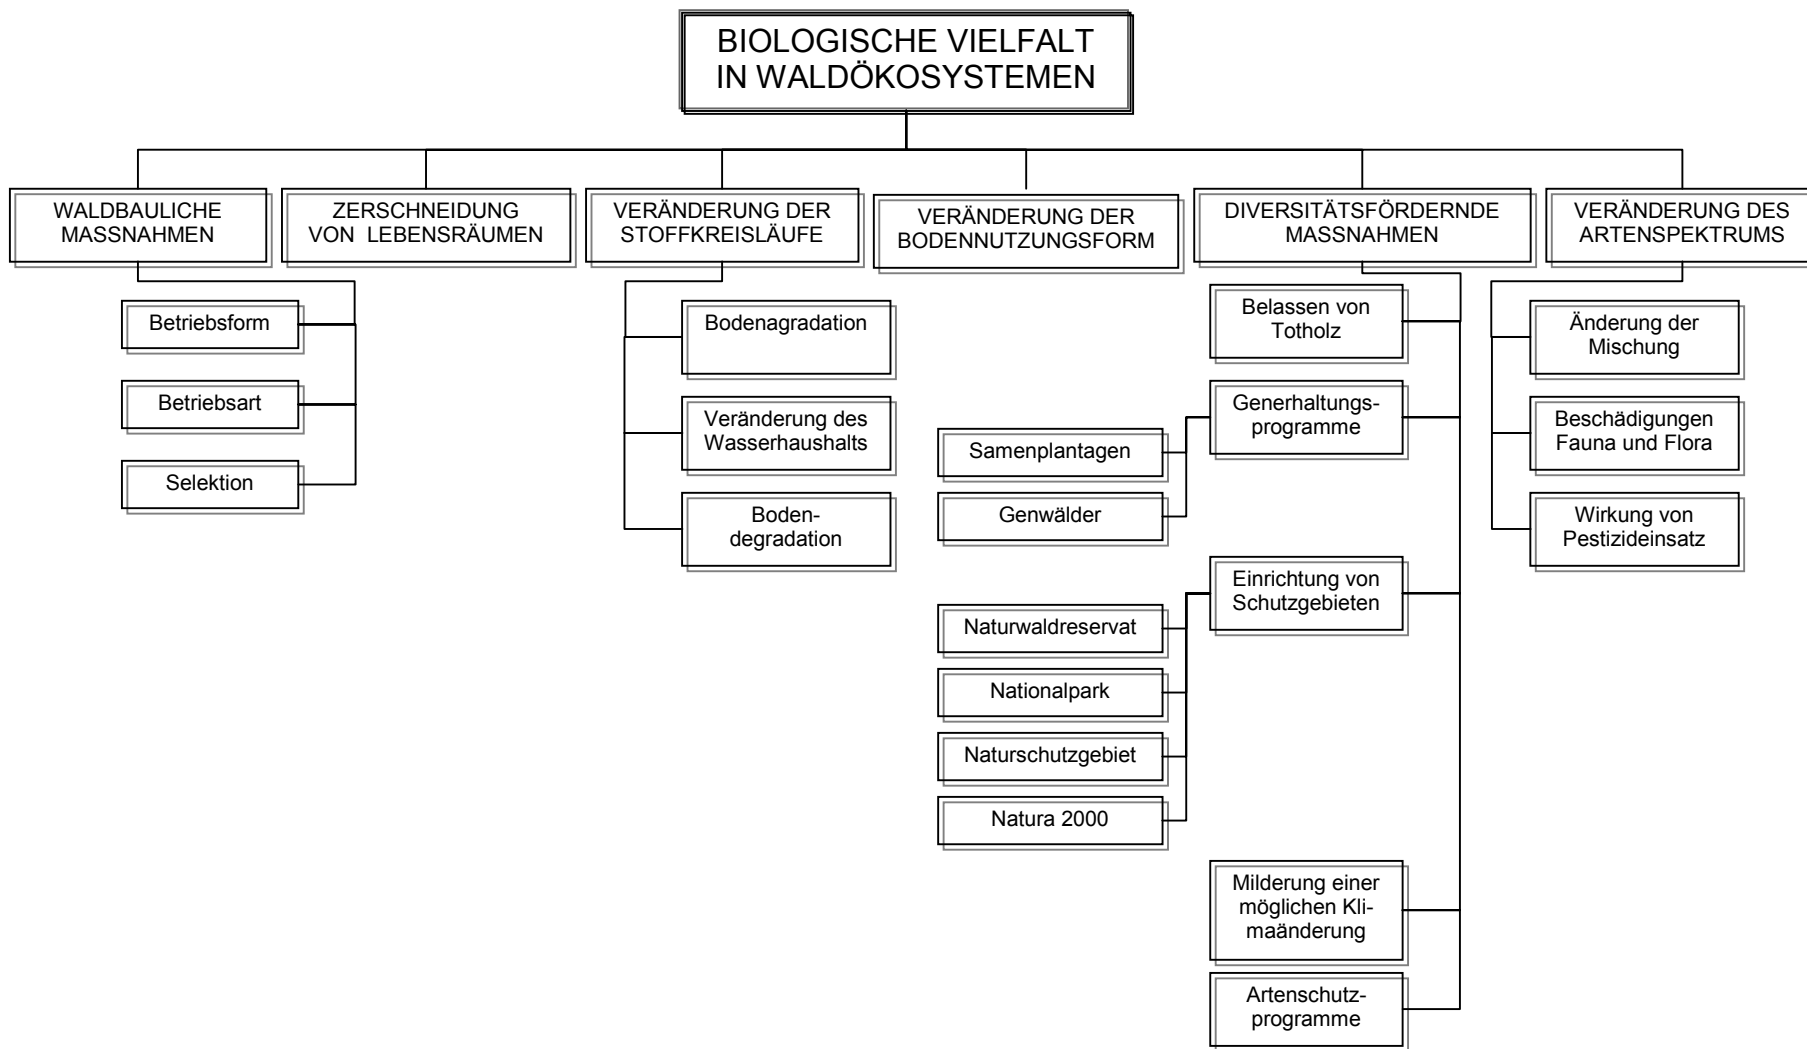 BIOLOGISCHE VIELFALT
IN WALDÖKOSYSTEMEN
WALDBAULICHE
MASSNAHMEN
ZERSCHNEIDUNG
VON LEBENSRÄUMEN
VERÄNDERUNG DER
STOFFKREISLÄUFE
VERÄNDERUNG DER
BODENNUTZUNGSFORM
DIVERSITÄTSFÖRDERNDE
MASSNAHMEN
VERÄNDERUNG DES
ARTENSPEKTRUMS
Betriebsform
Betriebsart
Selektion
Bodenagradation
Veränderung des
Wasserhaushalts
Boden-
degradation
Belassen von
Totholz
Generhaltungs-
programme
Samenplantagen
Genwälder
Einrichtung von
Schutzgebieten
Naturwaldreservat
Nationalpark
Naturschutzgebiet
Natura 2000
Milderung einer
möglichen Kli-
maänderung
Artenschutz-
programme
Änderung der
Mischung
Beschädigungen
Fauna und Flora
Wirkung von
Pestizideinsatz